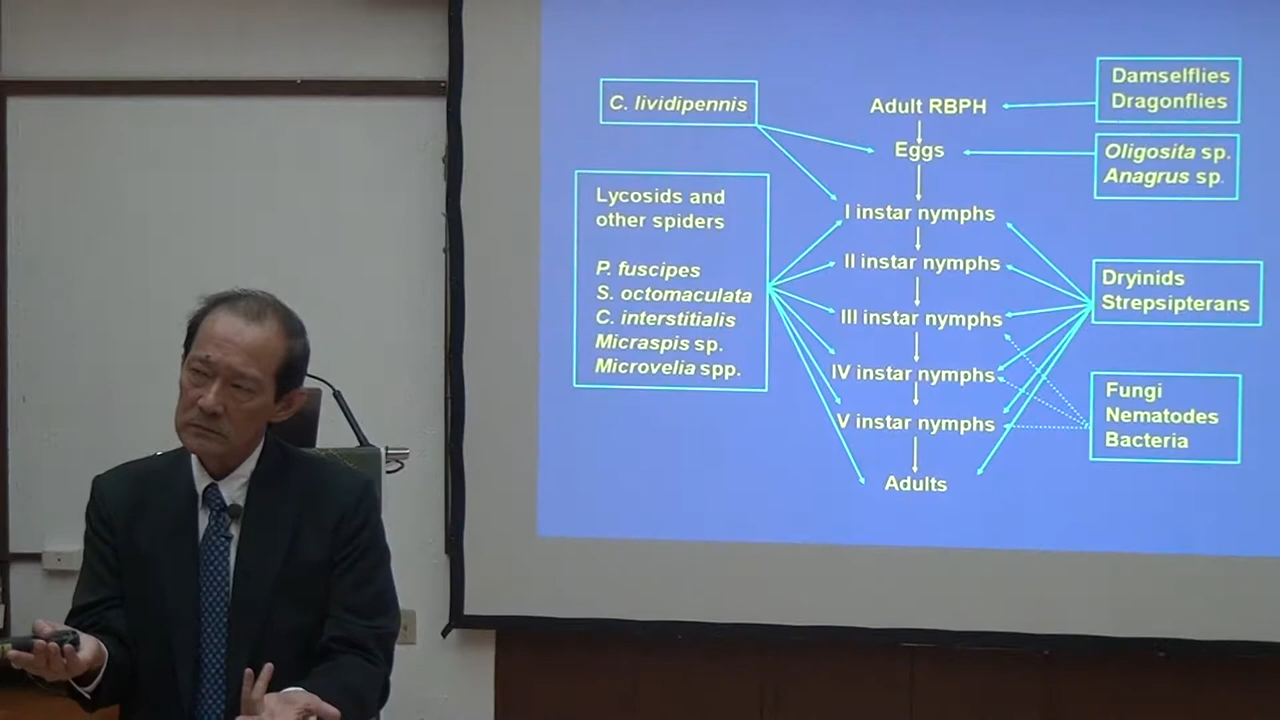 C. lividipennis
Lycosids and
other spiders
P. fuscipes
S. octomaculata
C. interstitialis
Micraspis sp.
Microvelia spp.
Adult RBPH
Eggs
I instar nymphs
II instar nymphs
III instar nymphs
IV instar nymphs
V instar nymphs
Adults
Damselflies
Dragonflies
Oligosita sp.
Anagrus sp.
Dryinids
Strepsipterans
Fungi
Nematodes
Bacteria